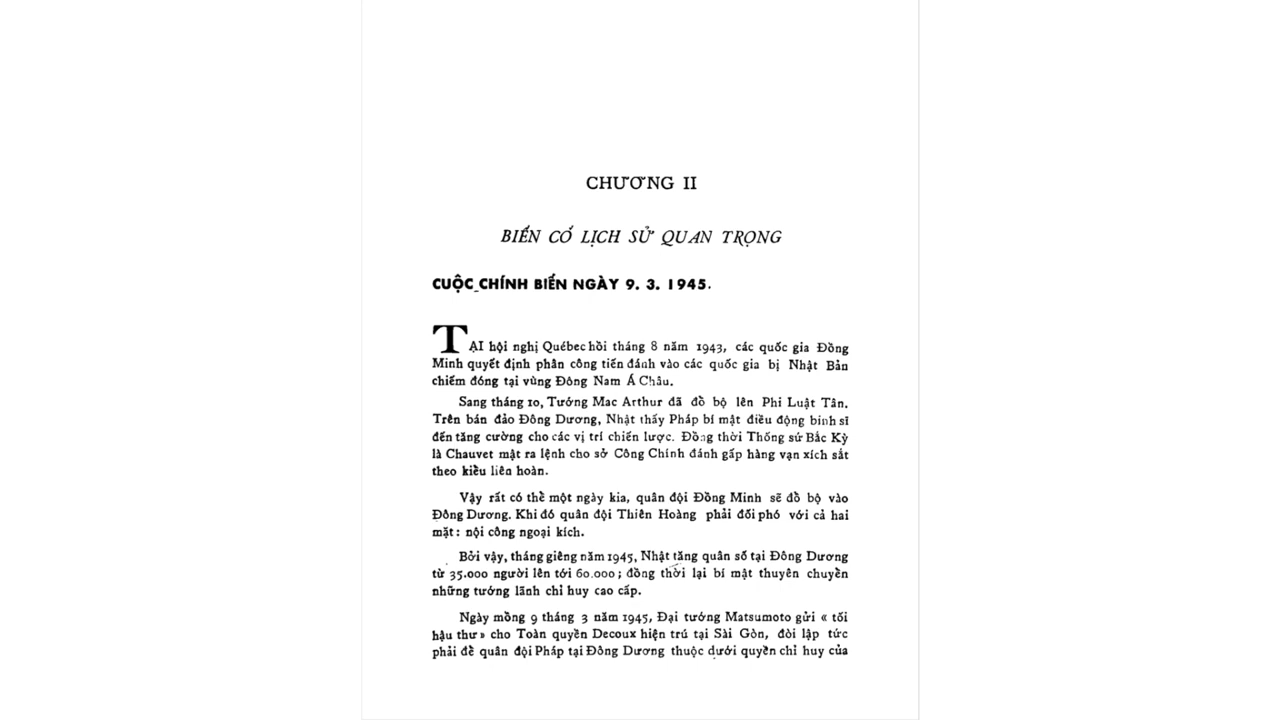 CHƯƠNG II
BIẾN CỐ LỊCH SỬ QUAN TRỌNG
CUỘC CHÍNH BIẾN NGÀY 9. 3. 1945.
TẠI hội nghị Québec hồi tháng 8 năm 1943, các quốc gia Đồng
Minh quyết định phân công tiến đánh vào các quốc gia bị Nhật Bản
chiếm đóng tại vùng Đông Nam Á Châu.
Sang tháng 10, Tướng Mac Arthur đã đổ bộ lên Phi Luật Tân.
Trên bán đảo Đông Dương, Nhật thấy Pháp bí mật điều động binh sĩ
đến tăng cường cho các vị trí chiến lược. Đồng thời Thống sứ Bắc Kỳ
là Chauvet mật ra lệnh cho sở Công Chính đánh gấp hàng vạn xích sắt
theo kiểu liên hoàn.
Vậy rất có thể một ngày kia, quân đội Đồng Minh sẽ đổ bộ vào
Đông Dương. Khi đó quân đội Thiên Hoàng phải đối phó với cả hai
mặt : nội công ngoại kích.
Bởi vậy, tháng giêng năm 1945, Nhật tăng quân số tại Đông Dương
từ 35.000 người lên tới 60.000 ; đồng thời lại bí mật thuyên chuyển
những tướng lãnh chỉ huy cao cấp.
Ngày mồng 9 tháng 3 năm 1945, Đại tướng Matsumoto gửi « tối
hậu thư » cho Toàn quyền Decoux hiện trú tại Sài Gòn, đòi lập tức
phải để quân đội Pháp tại Đông Dương thuộc dưới quyền chỉ huy của